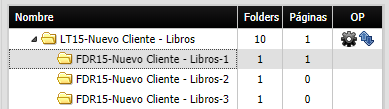 Nombre Folders Páginas OP
LT15-Nuevo Cliente - Libros 10 1
FDR15-Nuevo Cliente - Libros-1 1 1
FDR15-Nuevo Cliente - Libros-2 1 0
FDR15-Nuevo Cliente - Libros-3 1 0